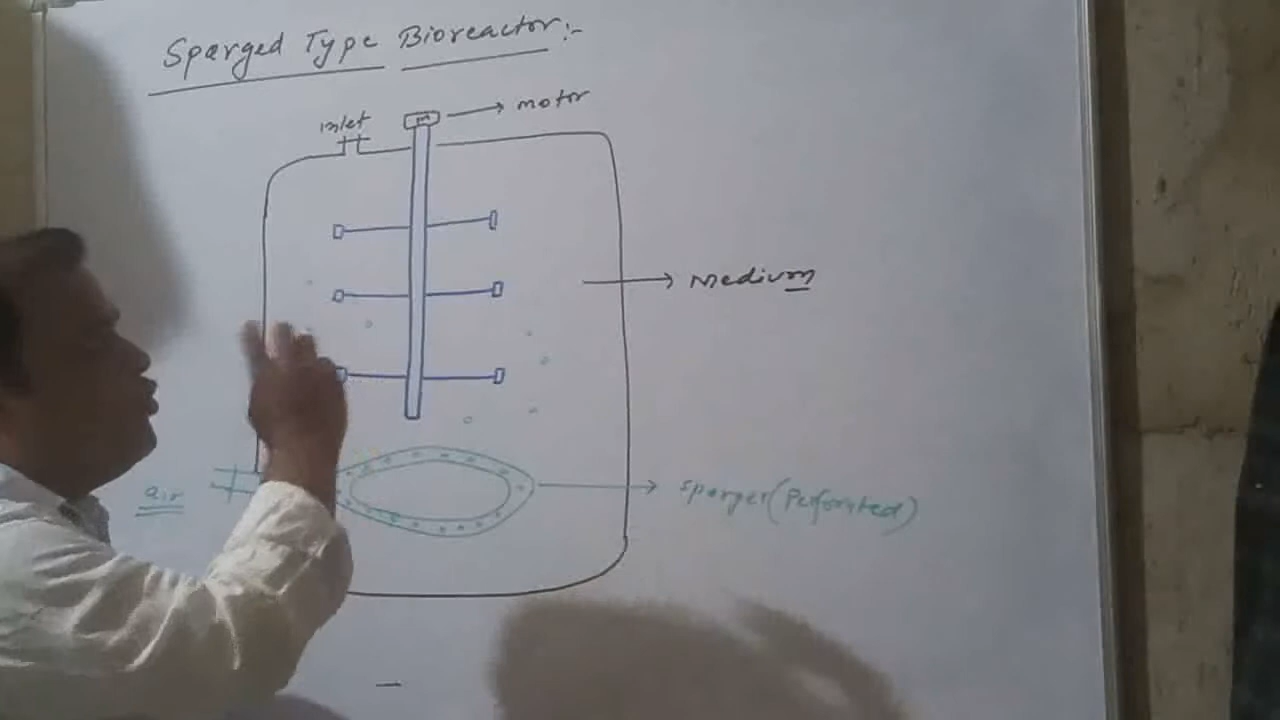 Sparged Type Bioreactor:-
motor
inlet
M
Medium
air
Sparger (Perforated)